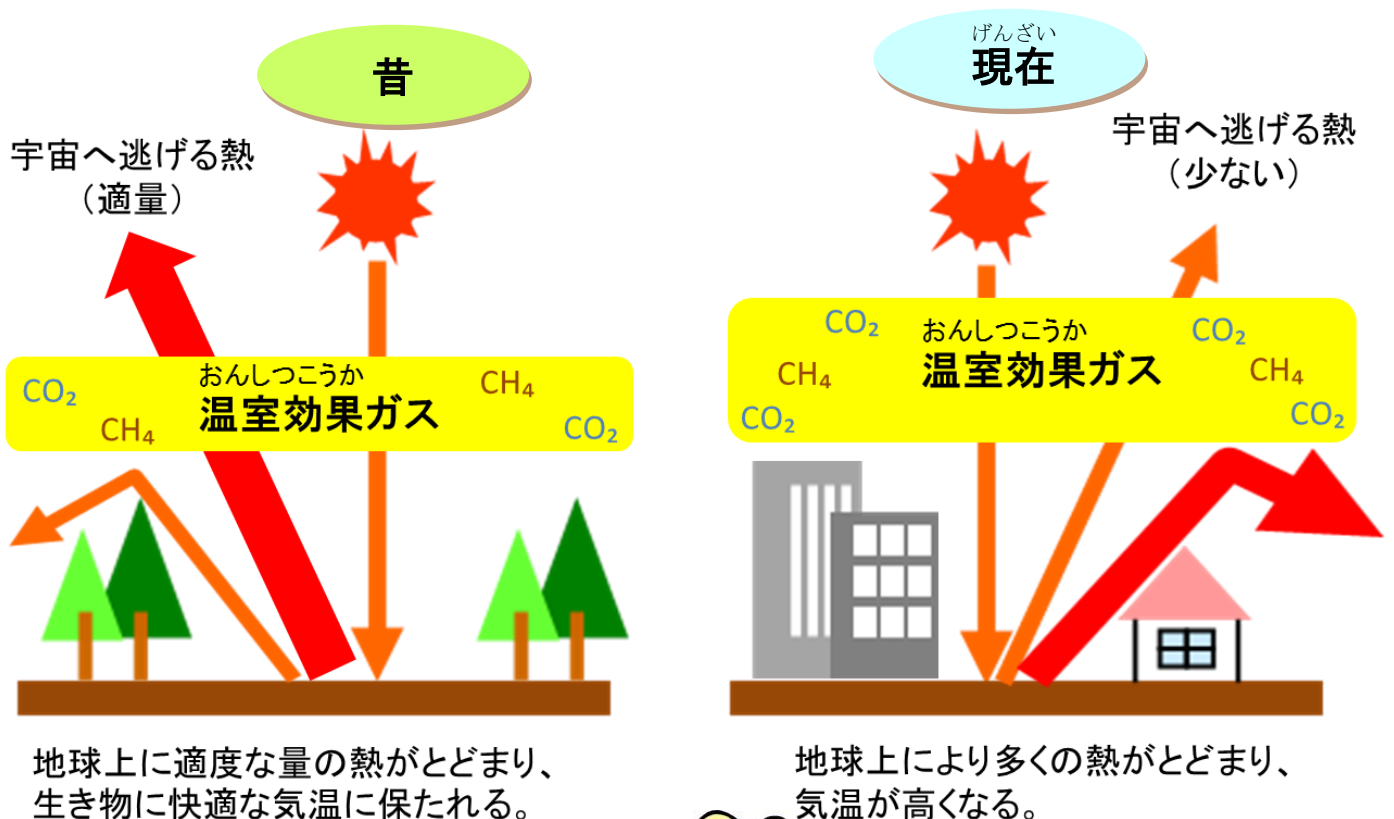 昔
宇宙へ逃げる熱
（適量）
おんしつこうか
温室効果ガス
CO₂
CH₄
CH₄
CO₂
地球上に適度な量の熱がとどまり、
生き物に快適な気温に保たれる。
げんざい
現在
宇宙へ逃げる熱
（少ない）
CO₂
おんしつこうか
温室効果ガス
CO₂
CH₄
CH₄
CO₂
CO₂
地球上により多くの熱がとどまり、
気温が高くなる。